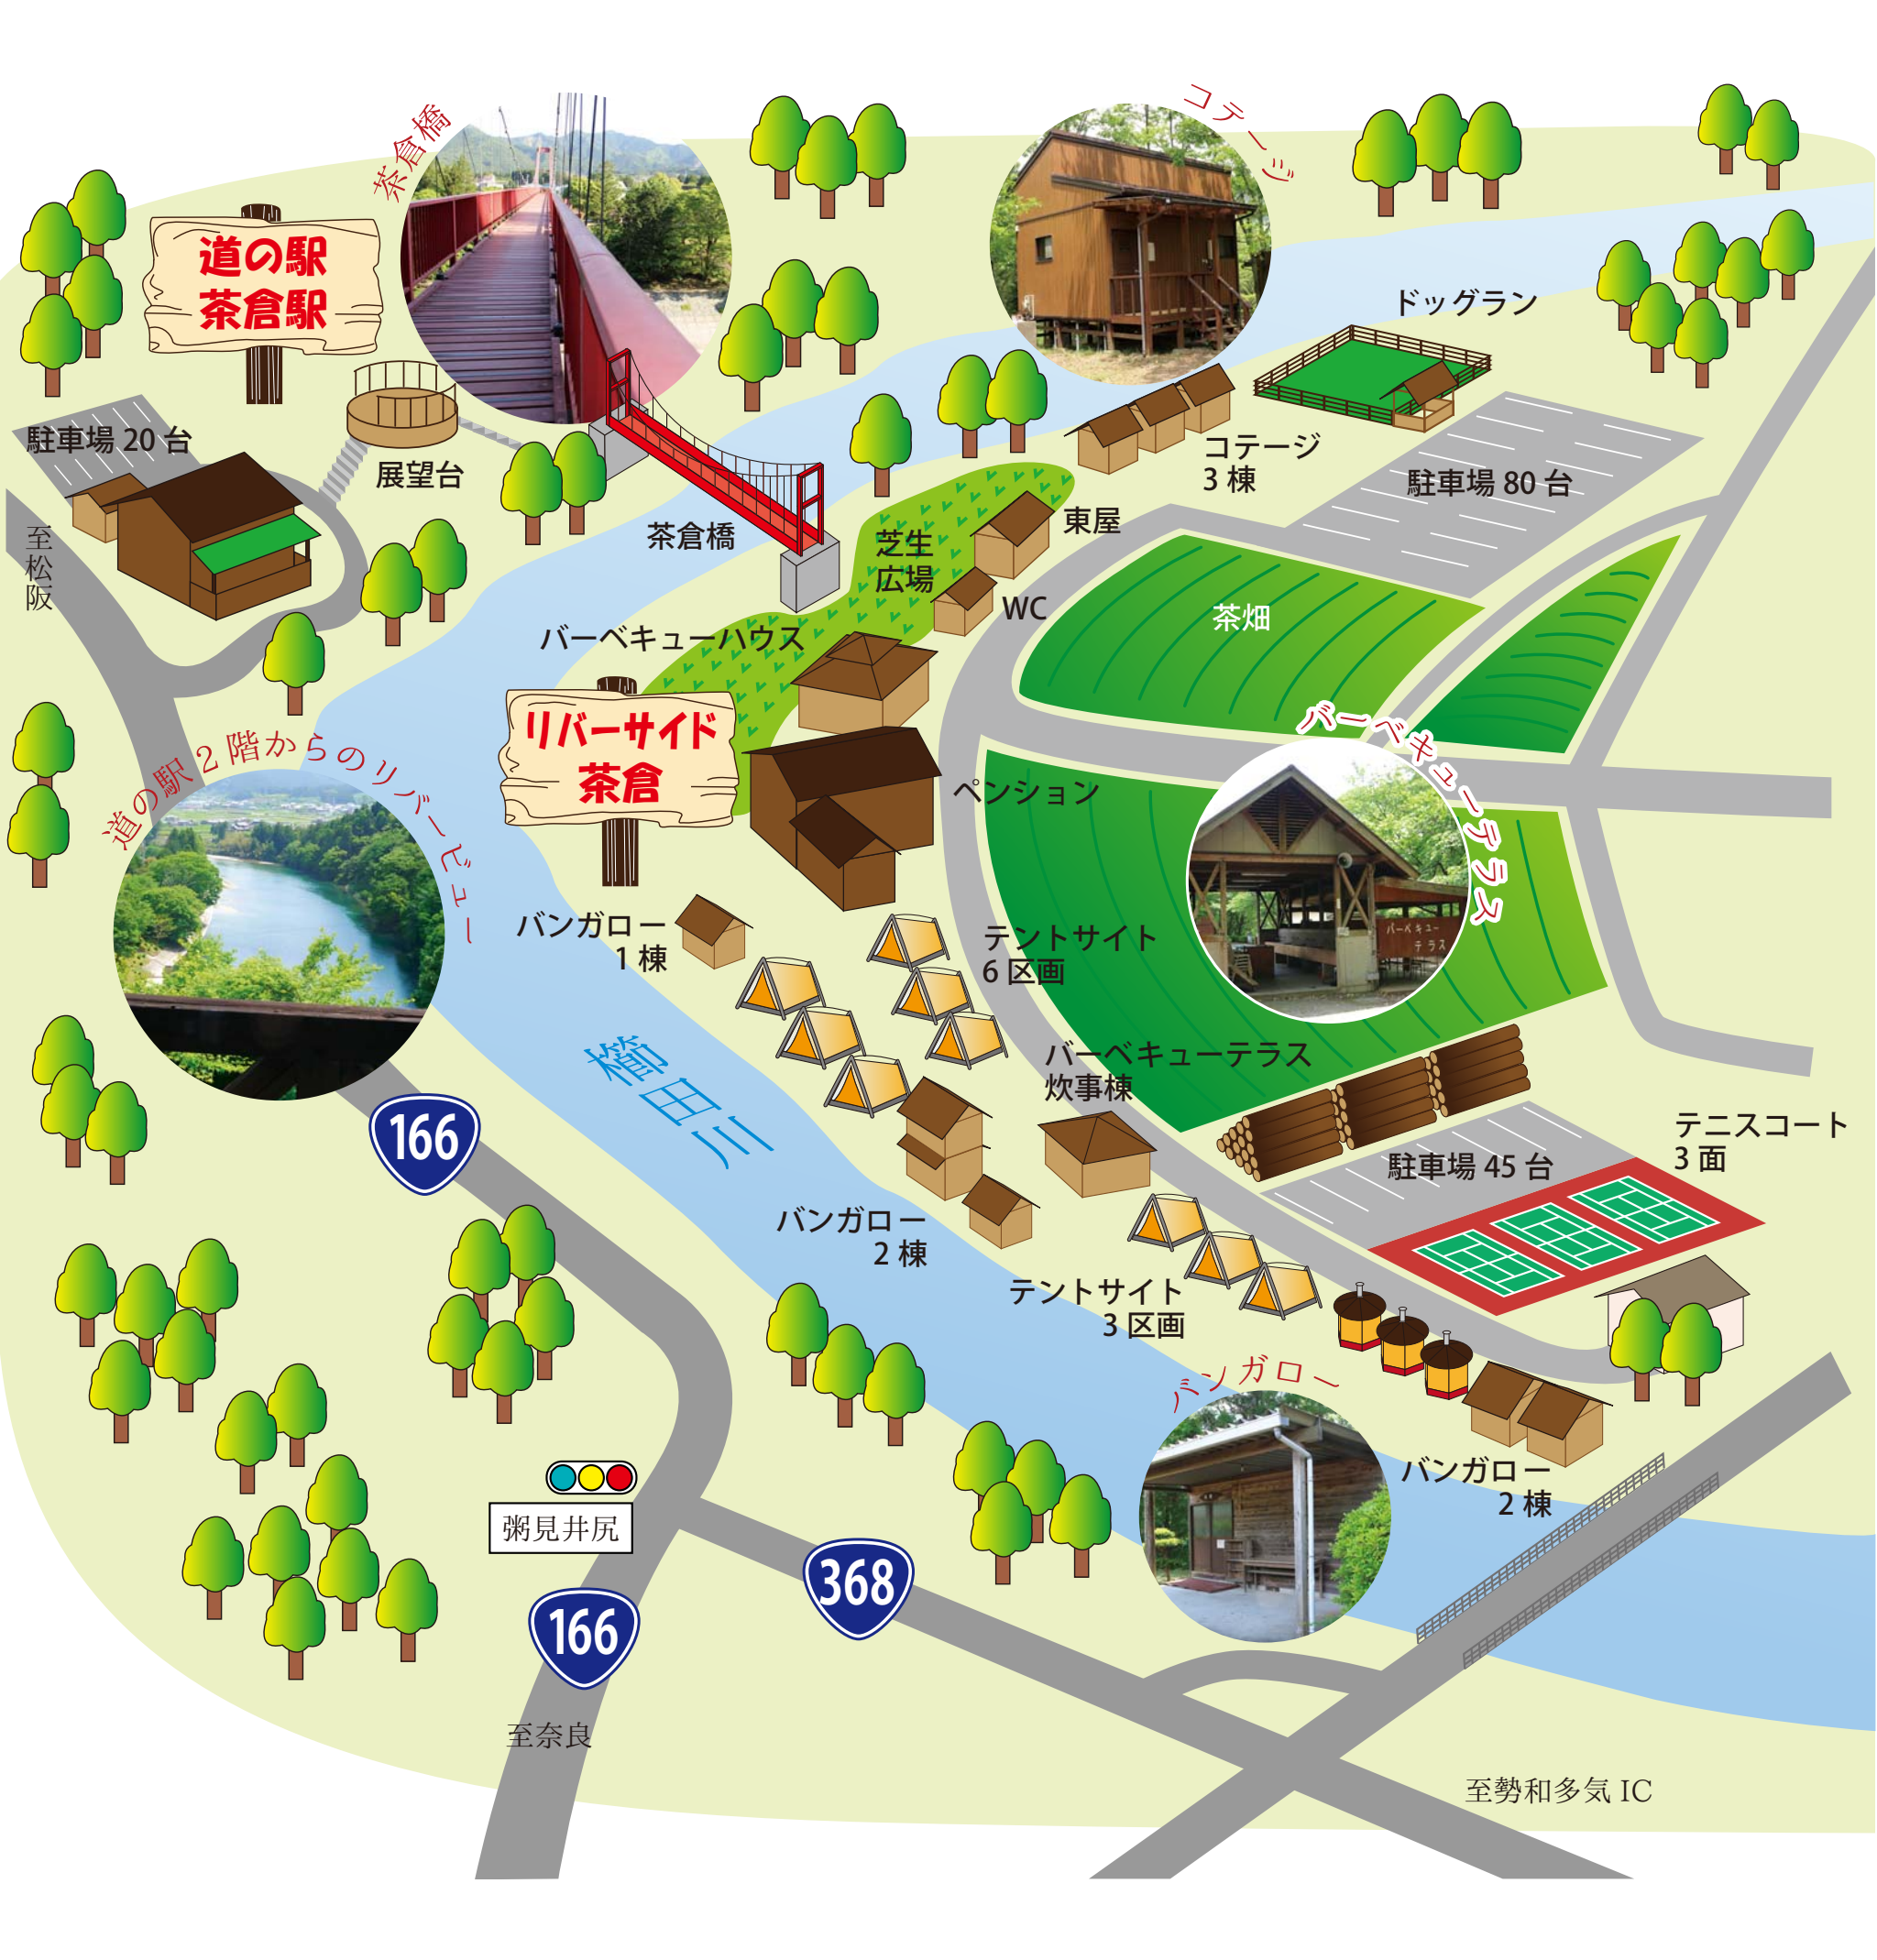 茶倉橋
コテージ
道の駅
茶倉駅
ドッグラン
駐車場 20 台
展望台
コテージ
3 棟
駐車場 80 台
至松阪
茶倉橋
芝生
広場
東屋
WC
茶畑
バーベキューハウス
リバーサイド
茶倉
バーベキューテラス
道の駅２階からのリバービュー
ペンション
バーベキュー
テラス
バンガロー
1 棟
テントサイト
6 区画
櫛田川
バーベキューテラス
炊事棟
166
テニスコート
3 面
駐車場 45 台
バンガロー
2 棟
テントサイト
3 区画
バンガロー
バンガロー
2 棟
粥見井尻
368
166
至奈良
至勢和多気 IC